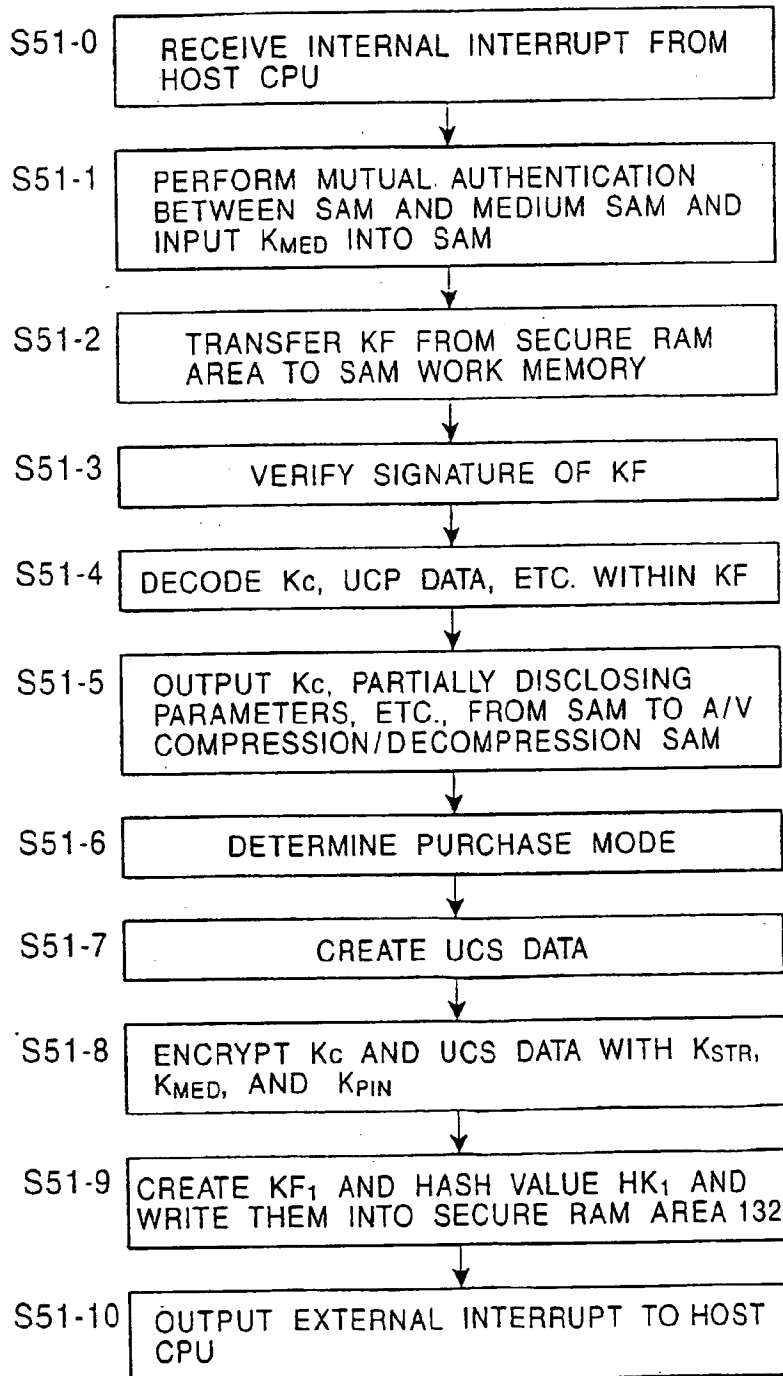 S51-0
RECEIVE INTERNAL INTERRUPT FROM
HOST CPU
S51-1
PERFORM MUTUAL AUTHENTICATION
BETWEEN SAM AND MEDIUM SAM AND
INPUT KMED INTO SAM
S51-2
TRANSFER KF FROM SECURE RAM
AREA TO SAM WORK MEMORY
S51-3
VERIFY SIGNATURE OF KF
S51-4
DECODE Kc, UCP DATA, ETC. WITHIN KF
S51-5
OUTPUT Kc, PARTIALLY DISCLOSING
PARAMETERS, ETC., FROM SAM TO A/V
COMPRESSION/DECOMPRESSION SAM
S51-6
DETERMINE PURCHASE MODE
S51-7
CREATE UCS DATA
S51-8
ENCRYPT Kc AND UCS DATA WITH KSTR,
KMED, AND KPIN
S51-9
CREATE KF1 AND HASH VALUE HK1 AND
WRITE THEM INTO SECURE RAM AREA 132
S51-10
OUTPUT EXTERNAL INTERRUPT TO HOST
CPU